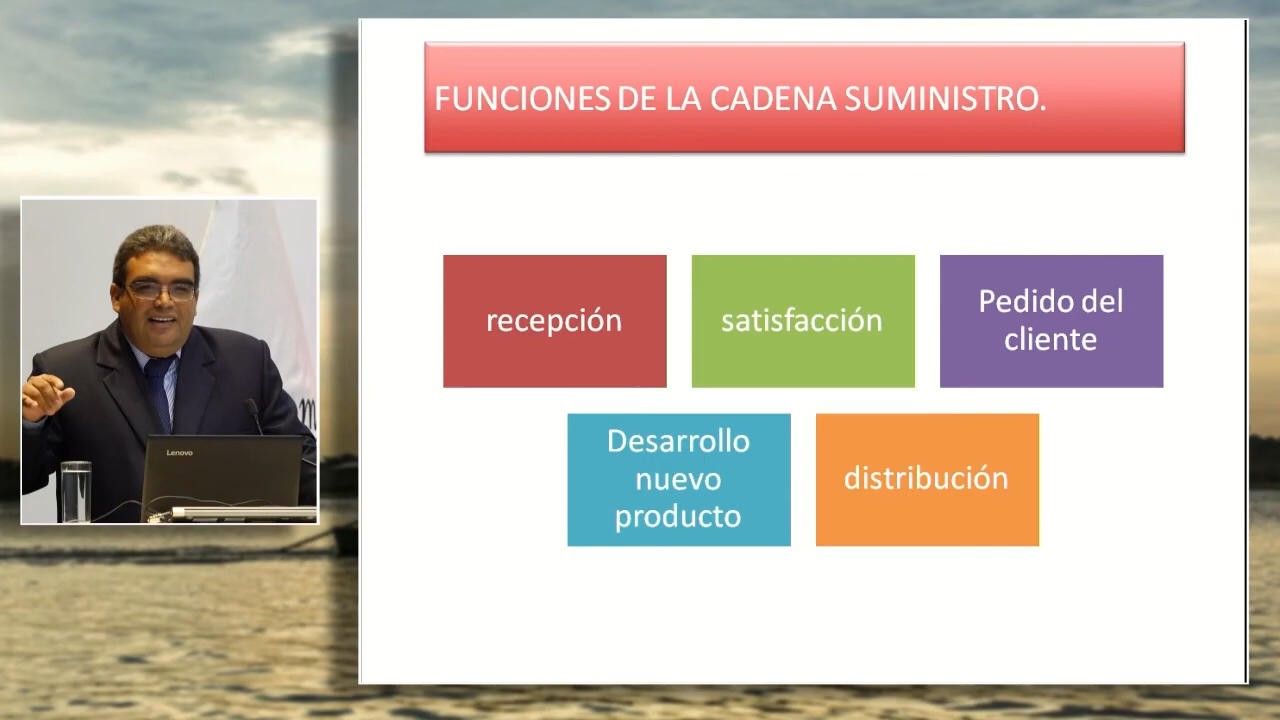 FUNCIONES DE LA CADENA SUMINISTRO.
recepción
satisfacción
Pedido del
cliente
Desarrollo
nuevo
producto
distribución
Lenovo